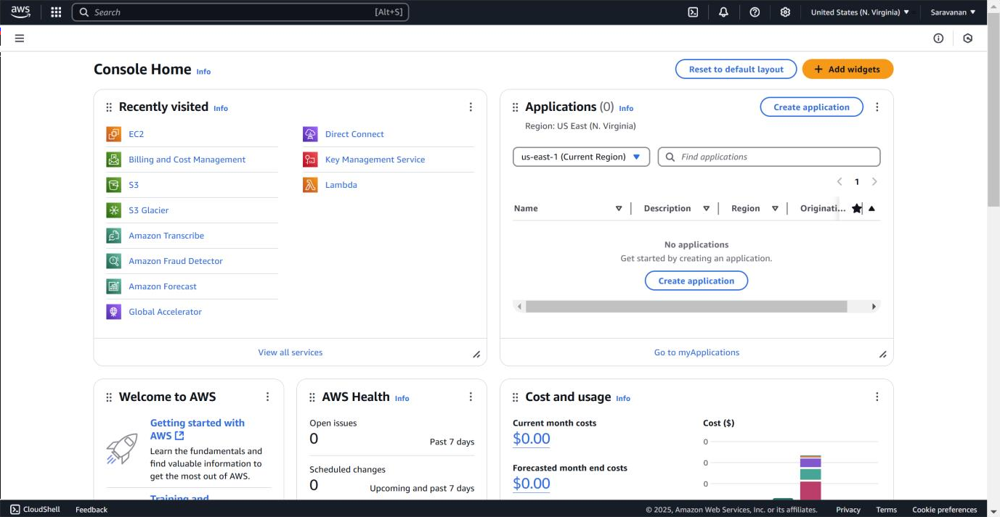 aws
Search
[Alt+S]
United States (N. Virginia)
Saravanan
Console Home Info
Reset to default layout
Add widgets
Recently visited Info
EC2
Billing and Cost Management
S3
S3 Glacier
Amazon Transcribe
Amazon Fraud Detector
Amazon Forecast
Global Accelerator
Direct Connect
Key Management Service
Lambda
View all services
Applications (0) Info
Region: US East (N. Virginia)
Create application
us-east-1 (Current Region)
Find applications
1
Name
Description
Region
Originati...
No applications
Get started by creating an application.
Create application
Go to myApplications
Welcome to AWS
Getting started with
AWS
Learn the fundamentals and
find valuable information to
get the most out of AWS.
Training and
AWS Health Info
Open issues
0
Past 7 days
Scheduled changes
0
Upcoming and past 7 days
Cost and usage Info
Current month costs
$0.00
Forecasted month end costs
$0.00
Cost ($)
0
0
0
CloudShell
Feedback
© 2025, Amazon Web Services, Inc. or its affiliates.
Privacy
Terms
Cookie preferences